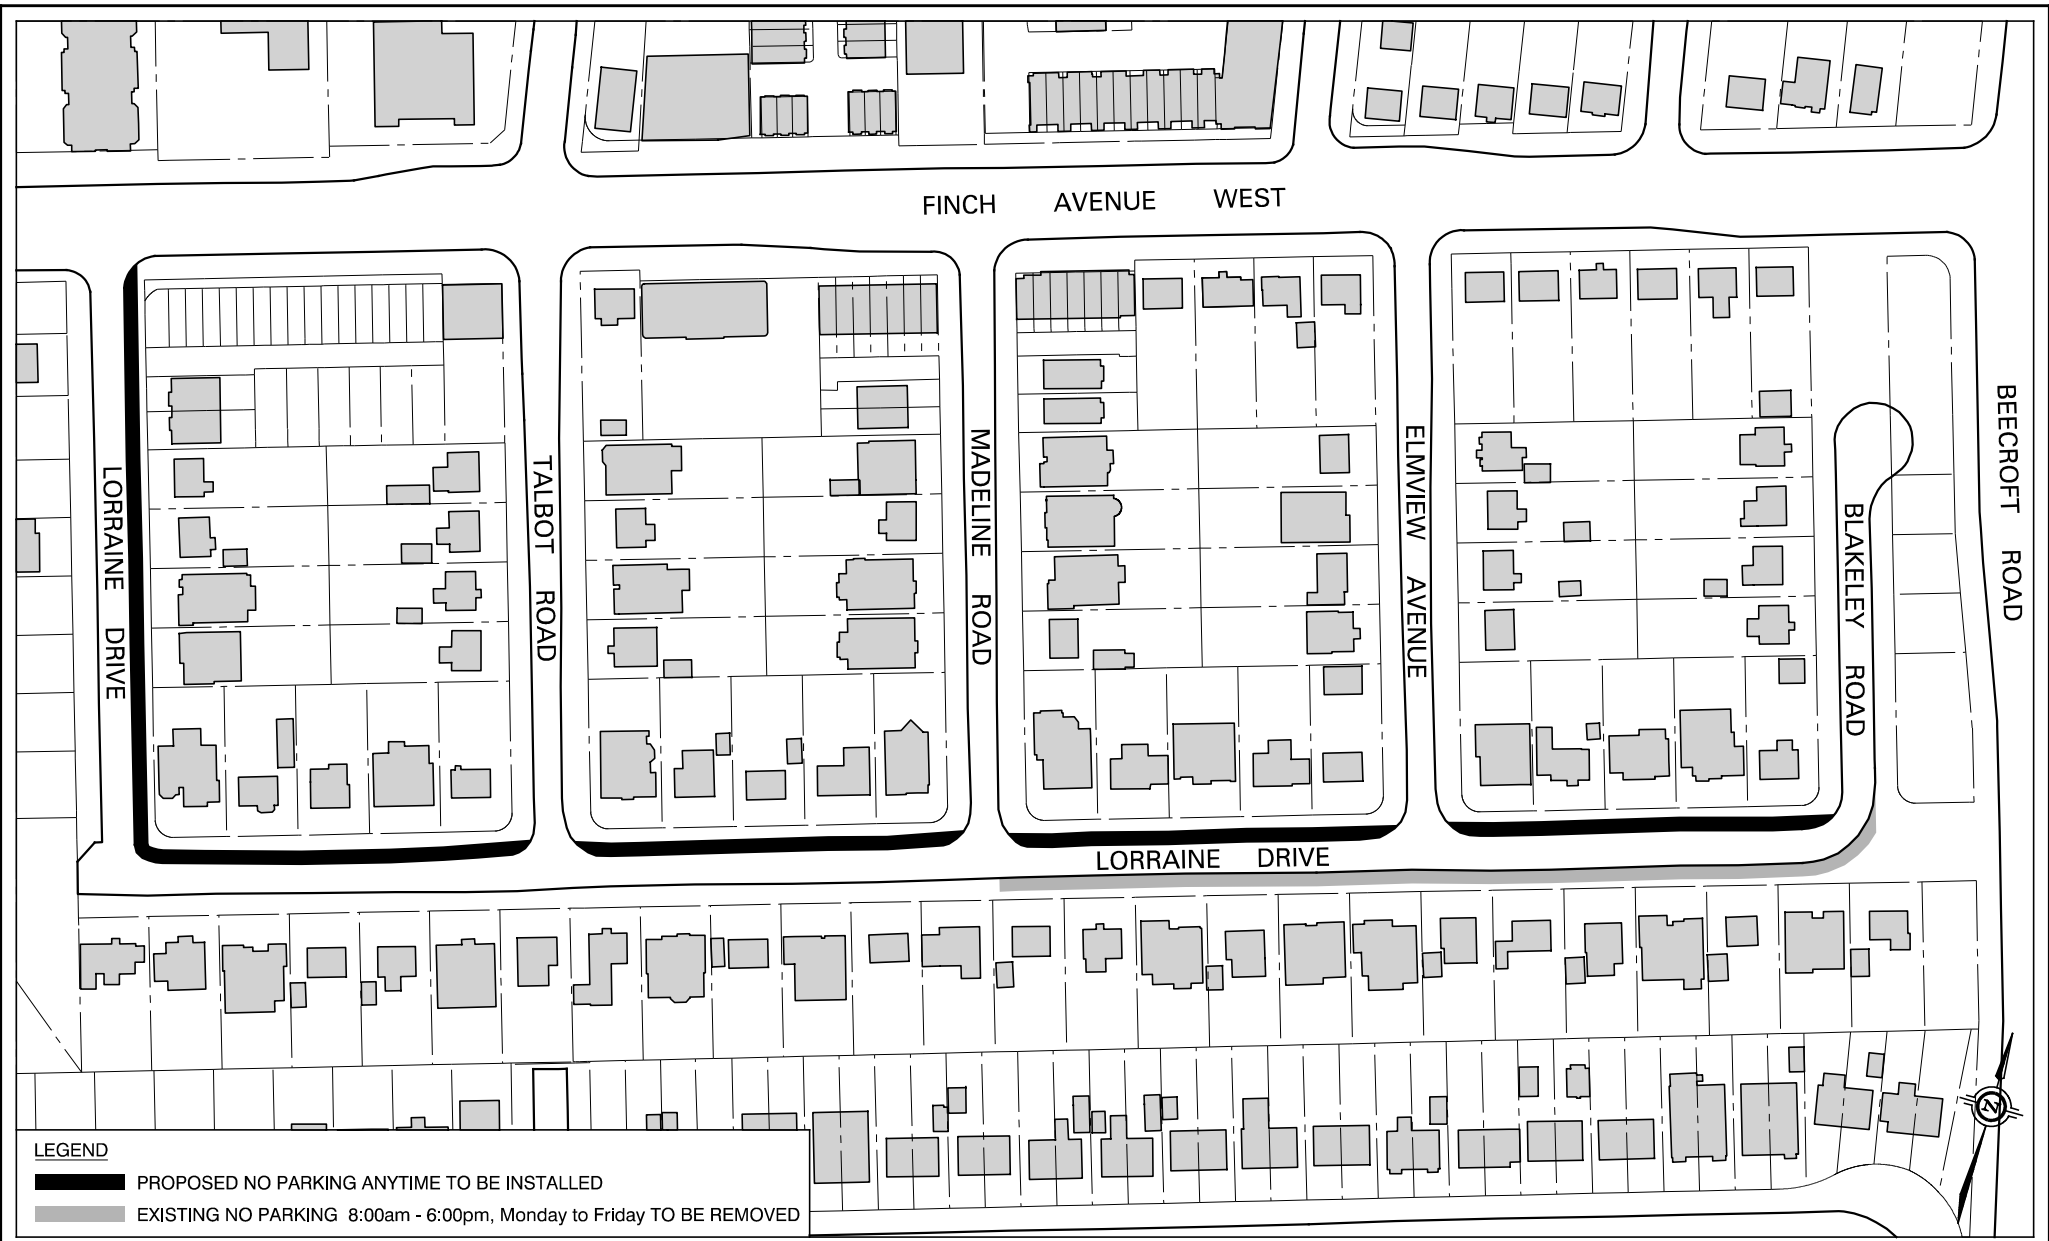 FINCH AVENUE WEST
LORRAINE DRIVE
TALBOT ROAD
MADELINE ROAD
ELMVIEW AVENUE
BLAKELEY ROAD
BEECROFT ROAD
LORRAINE DRIVE
N
LEGEND
PROPOSED NO PARKING ANYTIME TO BE INSTALLED
EXISTING NO PARKING 8:00am - 6:00pm, Monday to Friday TO BE REMOVED